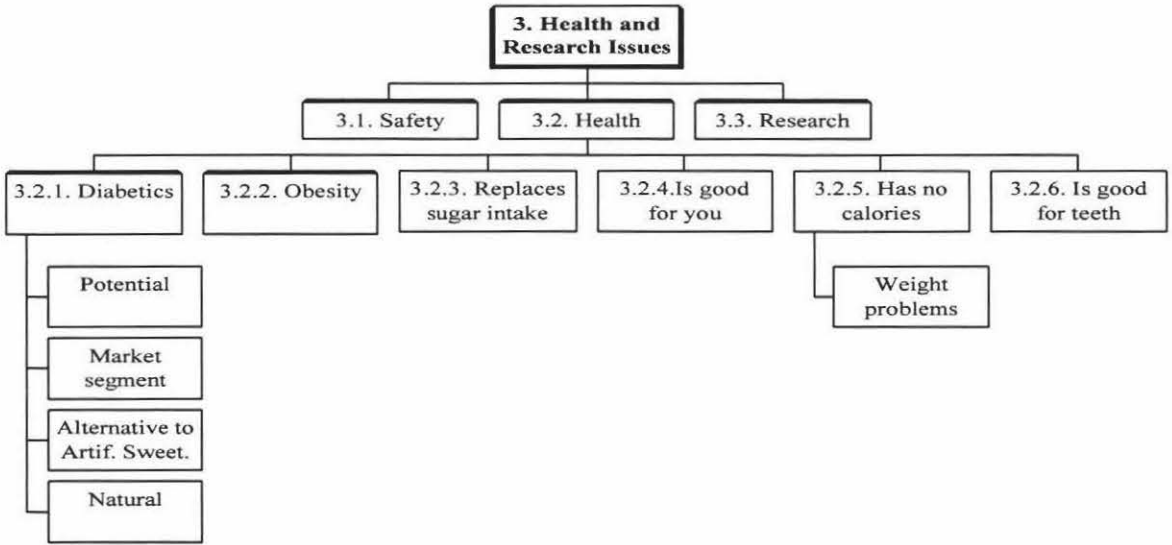 3. Health and
Research Issues
3.1. Safety
3.2. Health
3.3. Research
3.2.1. Diabetics
3.2.2. Obesity
3.2.3. Replaces
sugar intake
3.2.4.Is good
for you
3.2.5. Has no
calories
3.2.6. Is good
for teeth
Potential
Market
segment
Alternative to
Artif. Sweet.
Natural
Weight
problems